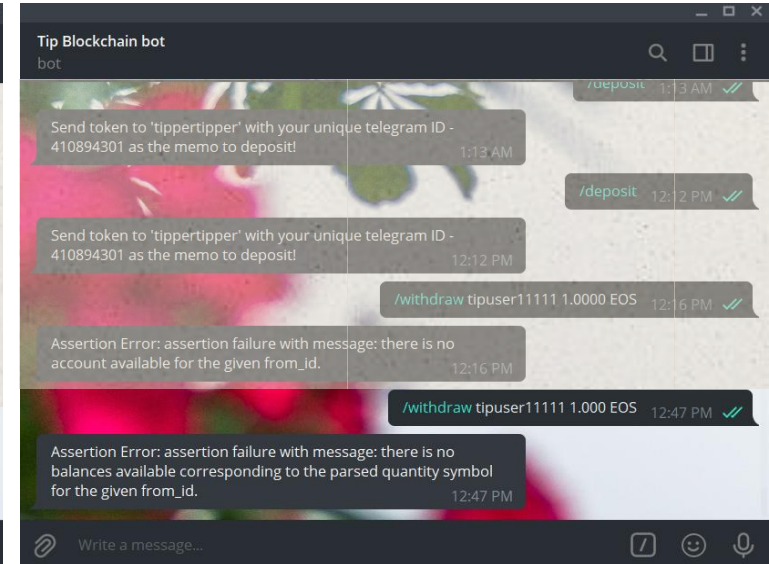 Tip Blockchain bot
bot
/deposit 1:13 AM
Send token to 'tippertipper' with your unique telegram ID -
410894301 as the memo to deposit!
1:13 AM
/deposit 12:12 PM
Send token to 'tippertipper' with your unique telegram ID -
410894301 as the memo to deposit!
12:12 PM
/withdraw tipuser11111 1.0000 EOS 12:16 PM
Assertion Error: assertion failure with message: there is no
account available for the given from_id.
12:16 PM
/withdraw tipuser11111 1.000 EOS 12:47 PM
Assertion Error: assertion failure with message: there is no
balances available corresponding to the parsed quantity symbol
for the given from_id.
12:47 PM
Write a message...